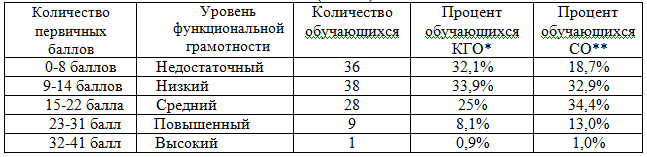 Количество первичных баллов | Уровень функциональной грамотности | Количество обучающихся | Процент обучающихся КГО* | Процент обучающихся СО**
0-8 баллов | Недостаточный | 36 | 32,1% | 18,7%
9-14 баллов | Низкий | 38 | 33,9% | 32,9%
15-22 балла | Средний | 28 | 25% | 34,4%
23-31 балл | Повышенный | 9 | 8,1% | 13,0%
32-41 балл | Высокий | 1 | 0,9% | 1,0%